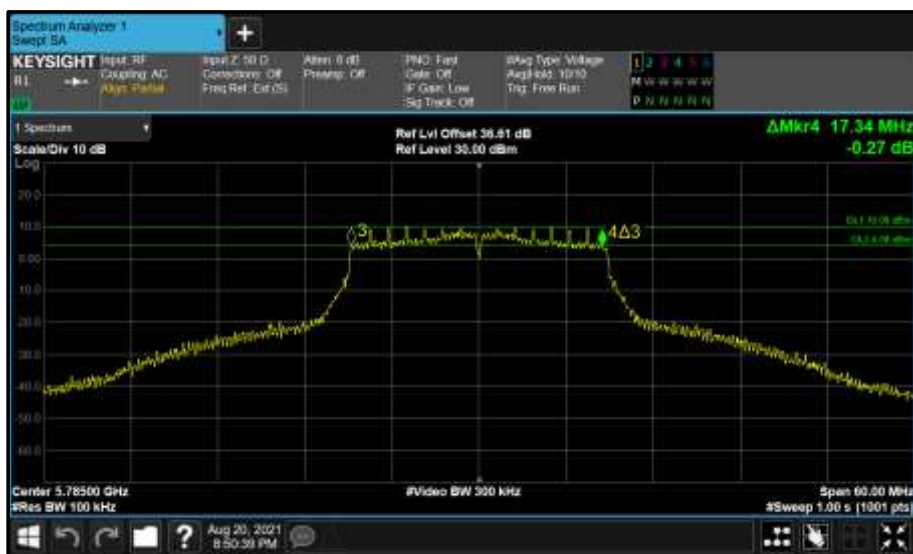 Spectrum Analyzer 1
Swept SA
+
KEYSIGHT
Input: RF
Coupling: AC
Align: Partial
Input Z: 50 Ω
Corrections: Off
Freq Ref: Ext (S)
Atten: 6 dB
Preamp: Off
PNO: Fast
Gate: Off
IF Gain: Low
Sig Track: Off
#Avg Type: Voltage
Avg|Hold: 10/10
Trig: Free Run
1 2 3 4 5 6
M W W W W W
P N N N N N
1 Spectrum
Scale/Div 10 dB
Log
Ref Lvl Offset 36.61 dB
Ref Level 30.00 dBm
ΔMkr4 17.34 MHz
-0.27 dB
20.0
10.0
0.00
-10.0
-20.0
-30.0
-40.0
-50.0
-60.0
3
4Δ3
Center 5.78500 GHz
#Res BW 100 kHz
#Video BW 300 kHz
Span 60.00 MHz
#Sweep 1.00 s (1001 pts)
?
Aug 20, 2021
8:50:39 PM